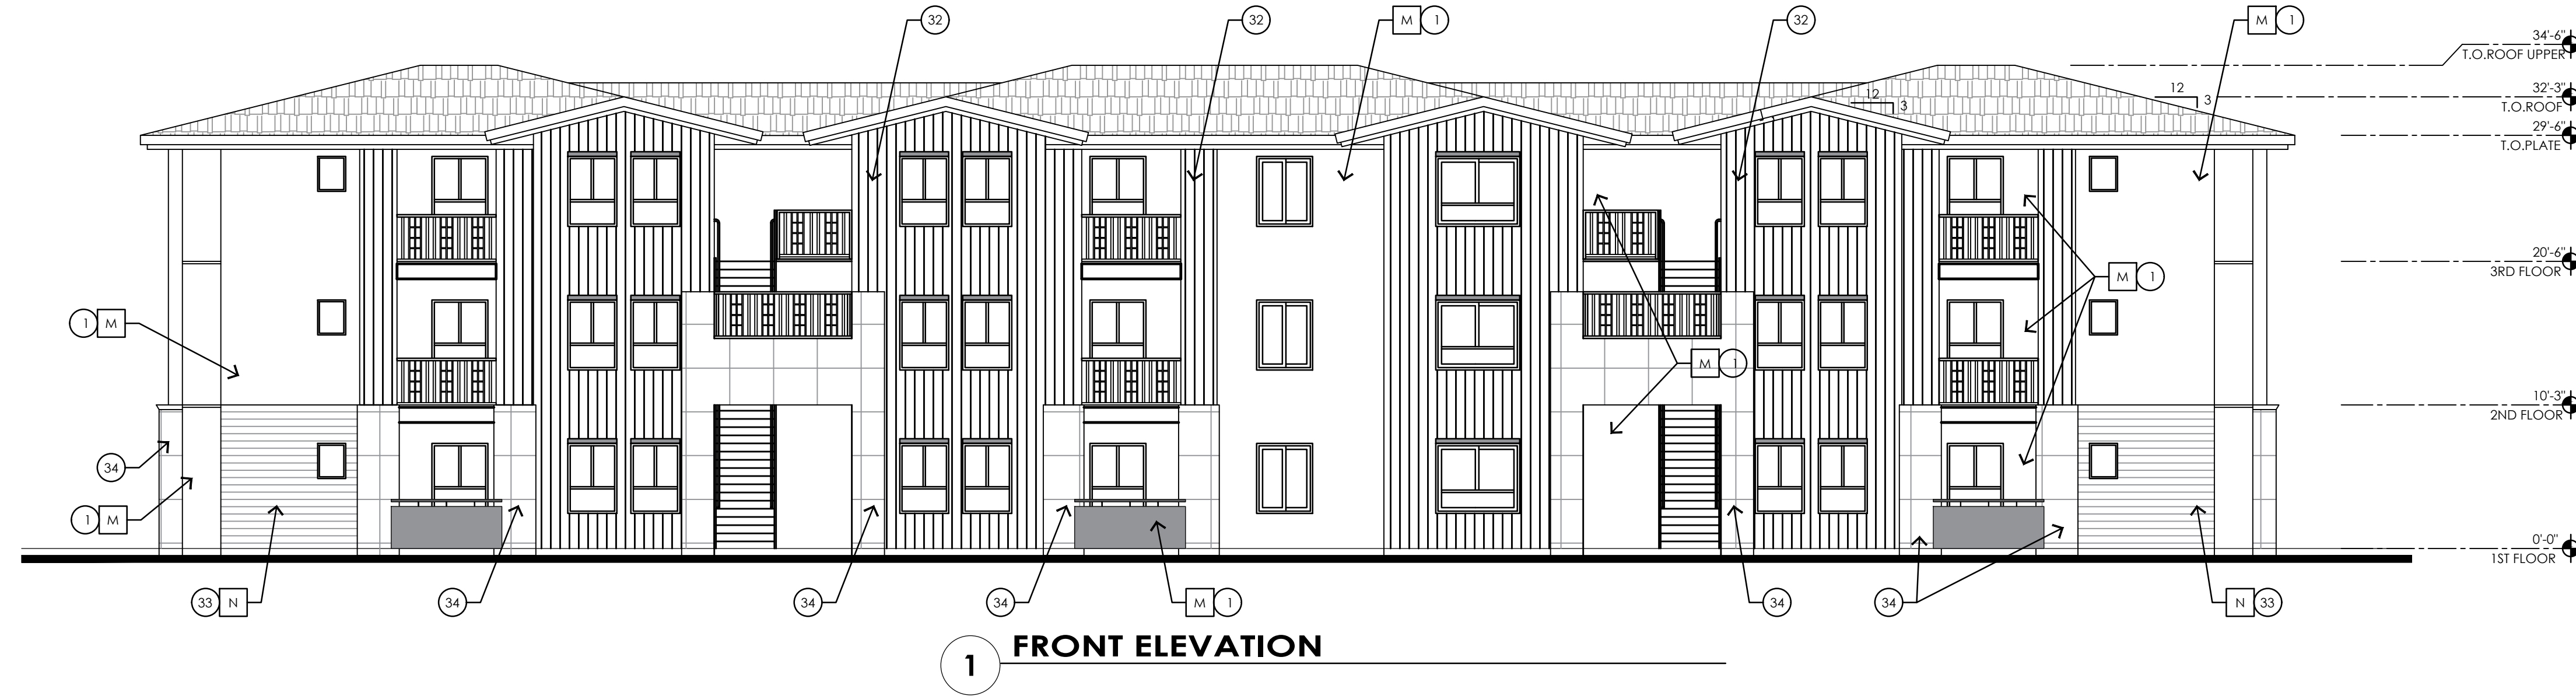 32
32
M 1
32
M 1
34'-6"
T.O.ROOF UPPER
12
3
12
3
32'-3"
T.O.ROOF
29'-6"
T.O.PLATE
20'-6"
3RD FLOOR
M 1
1 M
M 1
10'-3"
2ND FLOOR
34
1 M
0'-0"
1ST FLOOR
33 N
34
34
34
M 1
34
34
N 33
1 FRONT ELEVATION